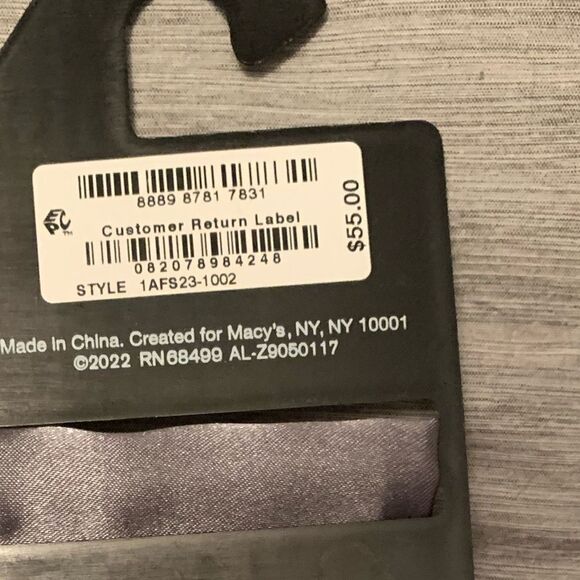 8889 8781 7831
EPC™
Customer Return Label
082078984248
STYLE 1AFS23-1002
$55.00
Made in China. Created for Macy's, NY, NY 10001
©2022 RN68499 AL-Z9050117